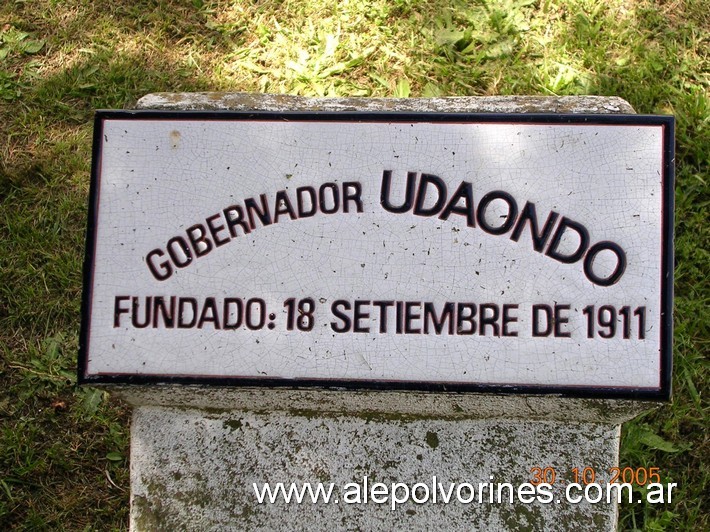 GOBERNADOR UDAONDO
FUNDADO: 18 SETIEMBRE DE 1911
30 10 2005
www.alepolvorines.com.ar